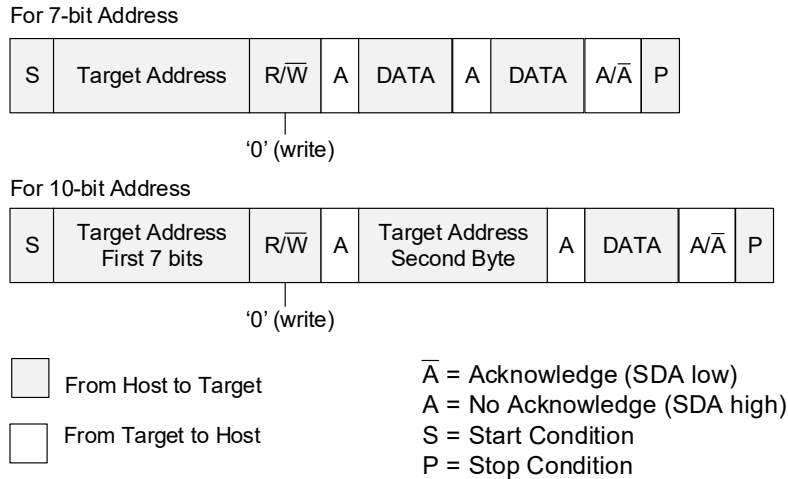 For 7-bit Address
S Target Address R/W̅ A DATA A DATA A/A̅ P
‘0’ (write)
For 10-bit Address
S Target Address First 7 bits R/W̅ A Target Address Second Byte A DATA A/A̅ P
‘0’ (write)
From Host to Target
From Target to Host
A̅ = Acknowledge (SDA low)
A = No Acknowledge (SDA high)
S = Start Condition
P = Stop Condition